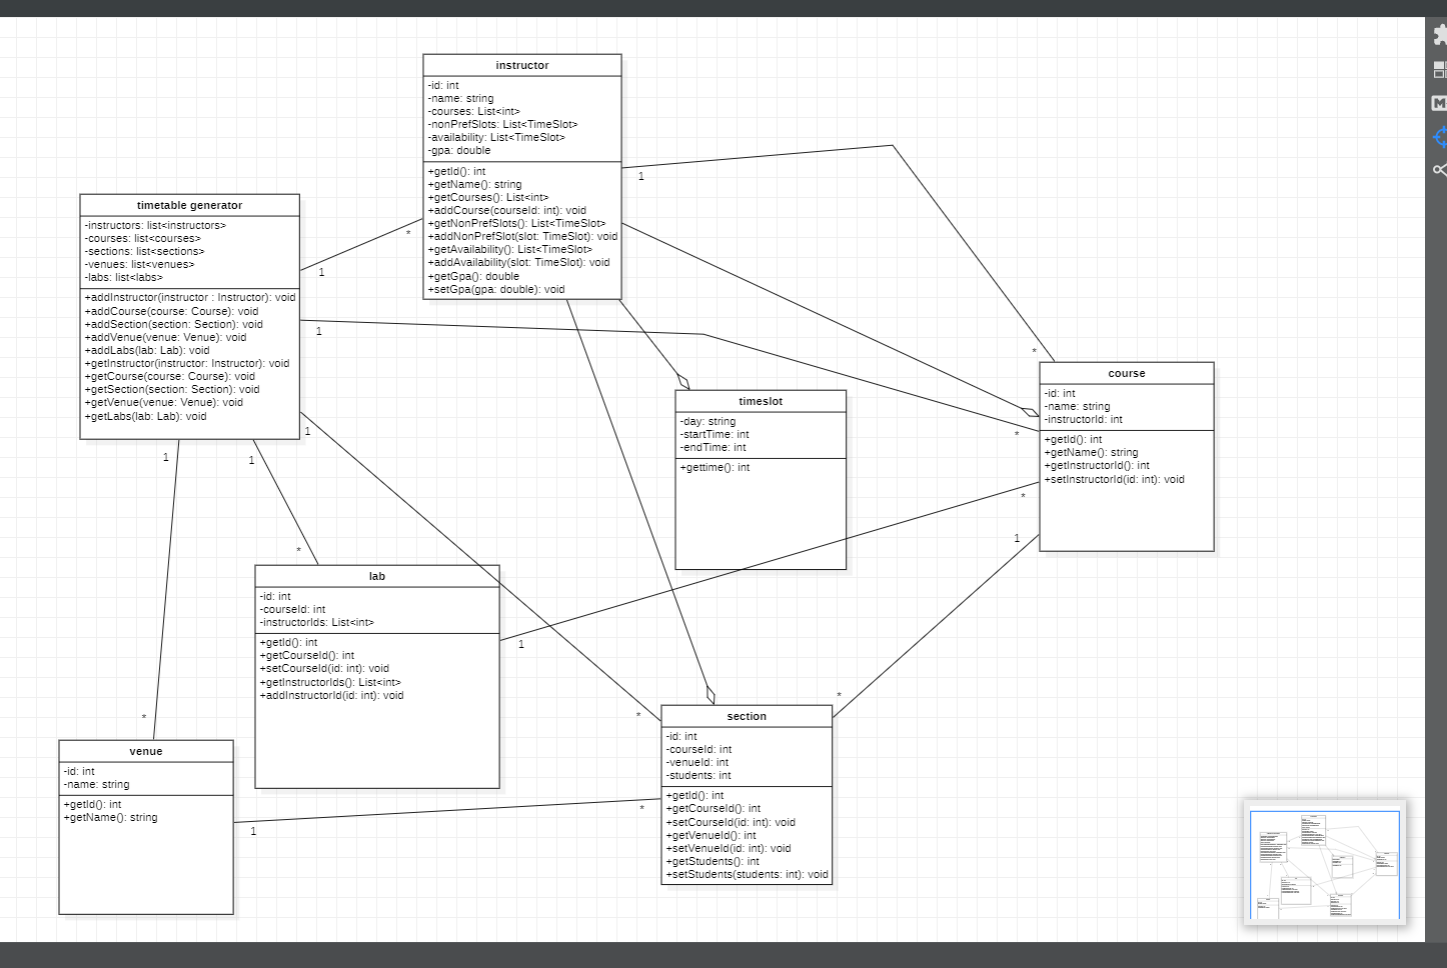 instructor
-id: int
-name: string
-courses: List<int>
-nonPrefSlots: List<TimeSlot>
-availability: List<TimeSlot>
-gpa: double
+getId(): int
+getName(): string
+getCourses(): List<int>
+addCourse(courseId: int): void
+getNonPrefSlots(): List<TimeSlot>
+addNonPrefSlot(slot: TimeSlot): void
+getAvailability(): List<TimeSlot>
+addAvailability(slot: TimeSlot): void
+getGpa(): double
+setGpa(gpa: double): void
timetable generator
-instructors: list<instructors>
-courses: list<courses>
-sections: list<sections>
-venues: list<venues>
-labs: list<labs>
+addInstructor(instructor : Instructor): void
+addCourse(course: Course): void
+addSection(section: Section): void
+addVenue(venue: Venue): void
+addLabs(lab: Lab): void
+getInstructor(instructor: Instructor): void
+getCourse(course: Course): void
+getSection(section: Section): void
+getVenue(venue: Venue): void
+getLabs(lab: Lab): void
1
*
1
*
1
*
1
*
1
*
1
*
course
-id: int
-name: string
-instructorId: int
+getId(): int
+getName(): string
+getInstructorId(): int
+setInstructorId(id: int): void
timeslot
-day: string
-startTime: int
-endTime: int
+gettime(): int
1
*
1
*
lab
-id: int
-courseId: int
-instructorIds: List<int>
+getId(): int
+getCourseId(): int
+setCourseId(id: int): void
+getInstructorIds(): List<int>
+addInstructorId(id: int): void
section
-id: int
-courseId: int
-venueId: int
-students: int
+getId(): int
+getCourseId(): int
+setCourseId(id: int): void
+getVenueId(): int
+setVenueId(id: int): void
+getStudents(): int
+setStudents(students: int): void
venue
-id: int
-name: string
+getId(): int
+getName(): string
1
*
M